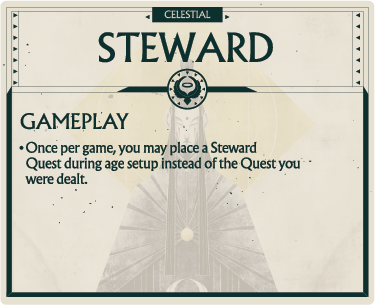 CELESTIAL
STEWARD
GAMEPLAY
• Once per game, you may place a Steward
Quest during age setup instead of the Quest you
were dealt.